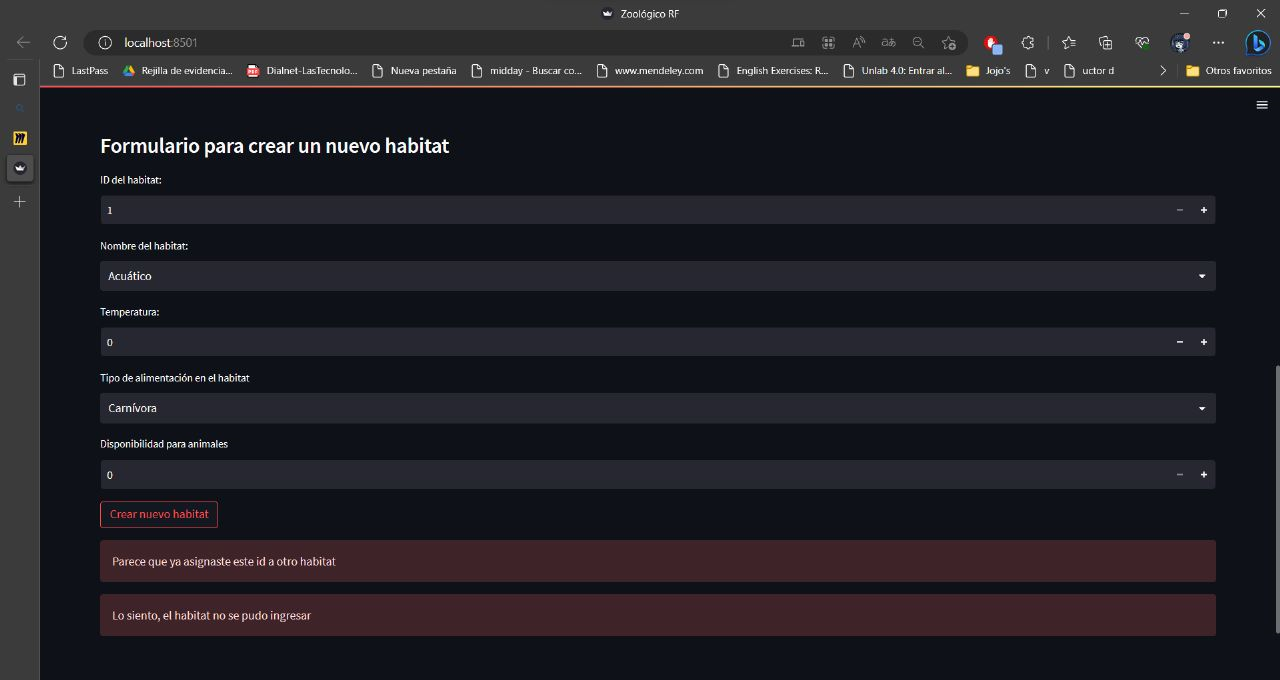 Zoológico RF
localhost:8501
LastPass
Rejilla de evidencia...
Dialnet-LasTecnolo...
Nueva pestaña
midday - Buscar co...
www.mendeley.com
English Exercises: R...
Unlab 4.0: Entrar al...
Jojo's
v
uctor d
Otros favoritos
Formulario para crear un nuevo habitat
ID del habitat:
1
Nombre del habitat:
Acuático
Temperatura:
0
Tipo de alimentación en el habitat
Carnívora
Disponibilidad para animales
0
Crear nuevo habitat
Parece que ya asignaste este id a otro habitat
Lo siento, el habitat no se pudo ingresar